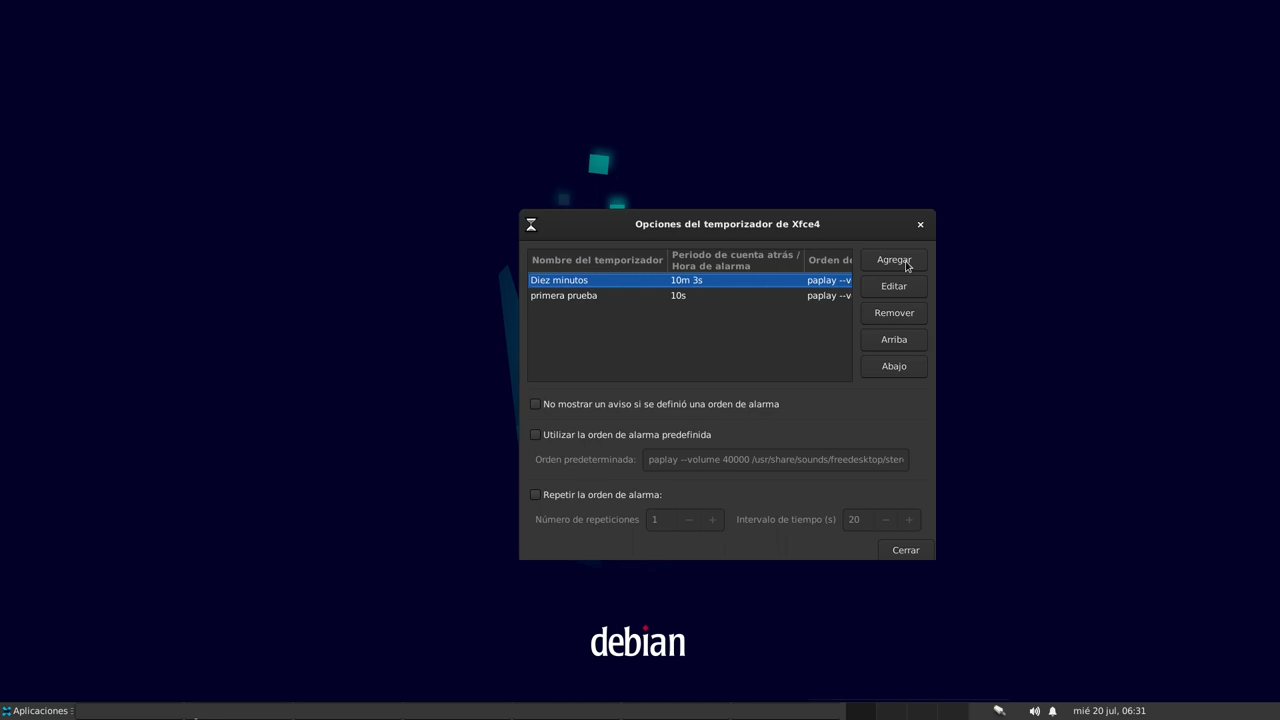 Opciones del temporizador de Xfce4
Nombre del temporizador
Periodo de cuenta atrás /
Hora de alarma
Orden de
Diez minutos 10m 3s paplay --v
primera prueba 10s paplay --v
Agregar
Editar
Remover
Arriba
Abajo
No mostrar un aviso si se definió una orden de alarma
Utilizar la orden de alarma predefinida
Orden predeterminada: paplay --volume 40000 /usr/share/sounds/freedesktop/ster
Repetir la orden de alarma:
Número de repeticiones 1 Intervalo de tiempo (s) 20
Cerrar
debian
Aplicaciones mié 20 jul, 06:31